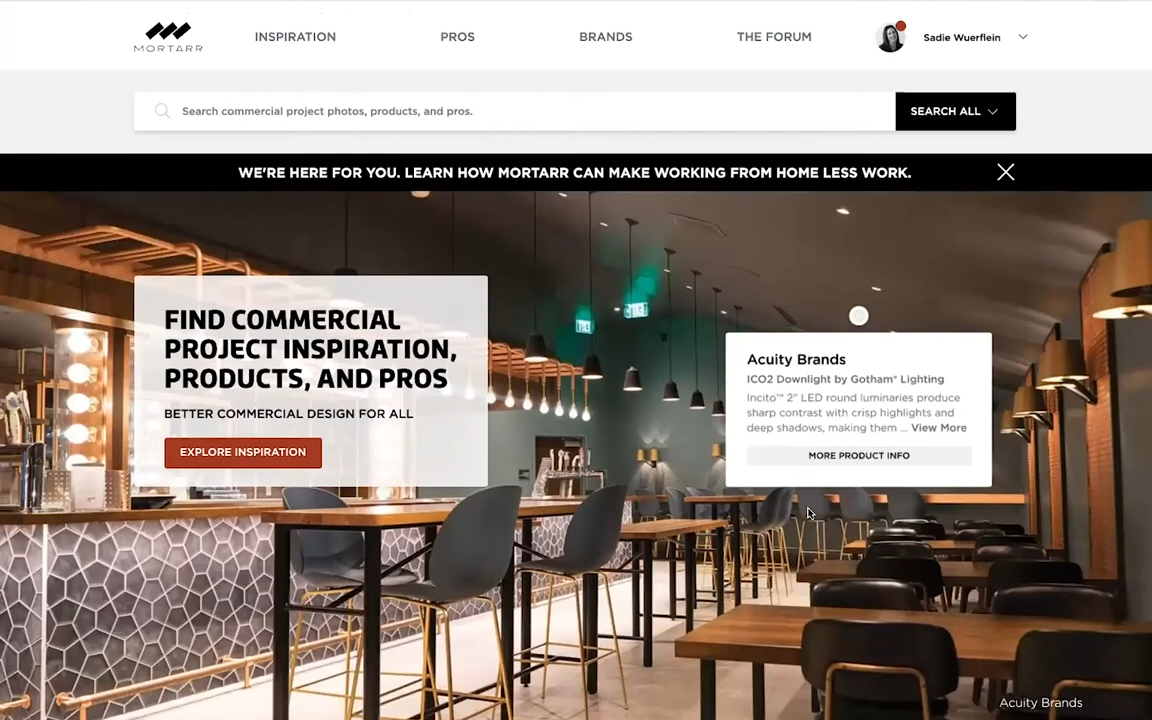 MORTARR
INSPIRATION
PROS
BRANDS
THE FORUM
Sadie Wuerflein
Search commercial project photos, products, and pros.
SEARCH ALL
WE'RE HERE FOR YOU. LEARN HOW MORTARR CAN MAKE WORKING FROM HOME LESS WORK.
FIND COMMERCIAL
PROJECT INSPIRATION,
PRODUCTS, AND PROS
BETTER COMMERCIAL DESIGN FOR ALL
EXPLORE INSPIRATION
Acuity Brands
ICO2 Downlight by Gotham® Lighting
Incito™ 2" LED round luminaries produce
sharp contrast with crisp highlights and
deep shadows, making them ... View More
MORE PRODUCT INFO
Acuity Brands